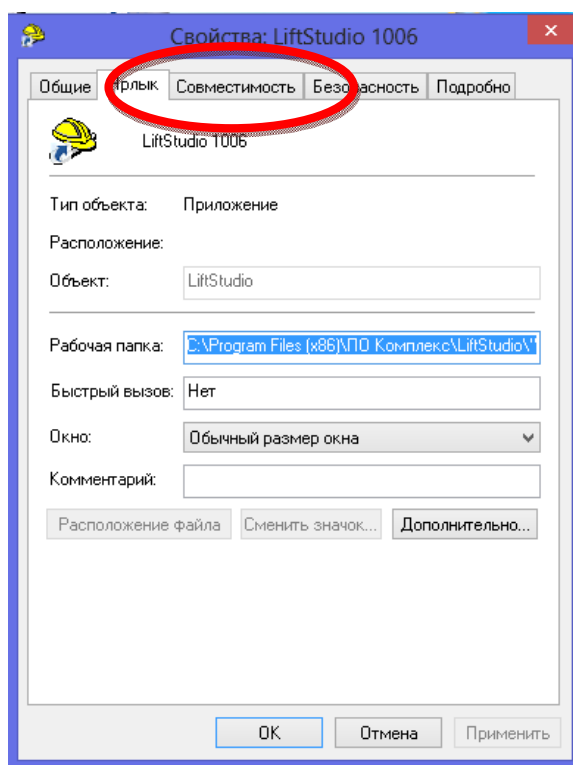 Свойства: LiftStudio 1006
Общие Ярлык Совместимость Безопасность Подробно
LiftStudio 1006
Тип объекта: Приложение
Расположение:
Объект: LiftStudio
Рабочая папка: C:\Program Files (x86)\ПО Комплекс\LiftStudio\"
Быстрый вызов: Нет
Окно: Обычный размер окна
Комментарий:
Расположение файла Сменить значок... Дополнительно...
OK Отмена Применить